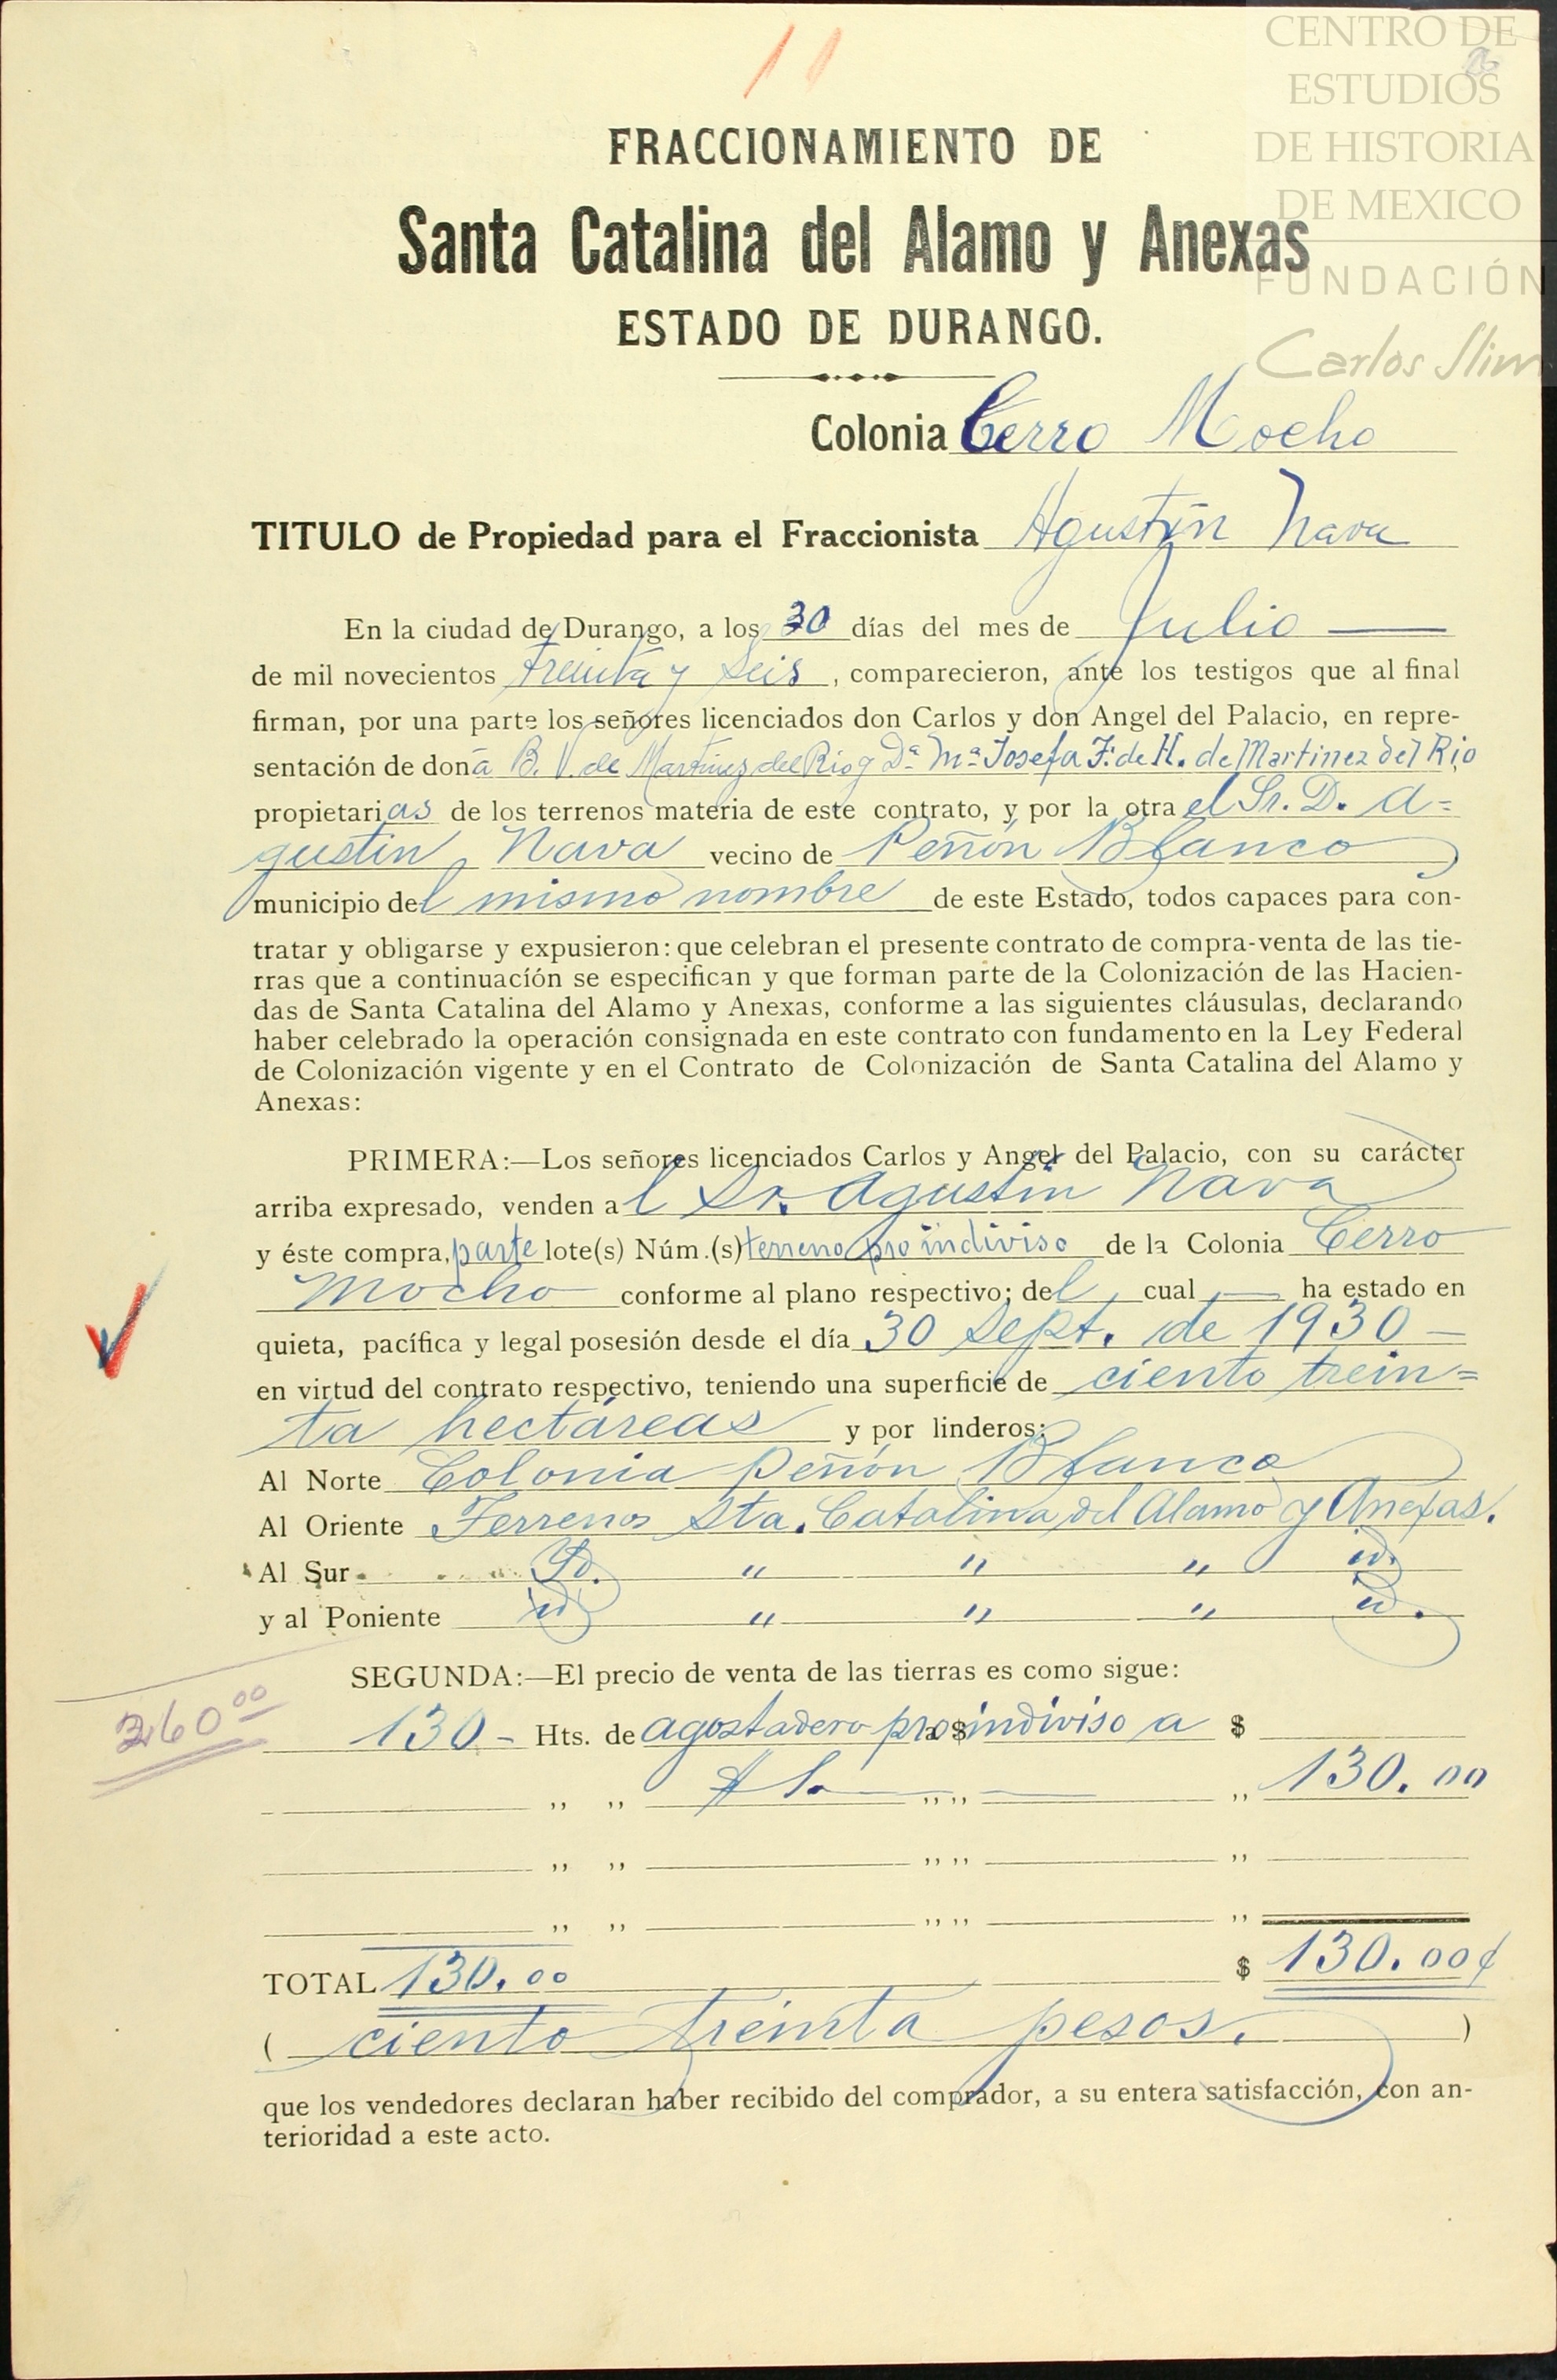 11
CENTRO DE
ESTUDIOS
DE HISTORIA
DE MEXICO
FUNDACIÓN
Carlos Slim
FRACCIONAMIENTO DE
Santa Catalina del Alamo y Anexas
ESTADO DE DURANGO.
Colonia Cerro Mocho
TITULO de Propiedad para el Fraccionista Agustín Nava
En la ciudad de Durango, a los 30 días del mes de Julio
de mil novecientos treinta y seis, comparecieron, ante los testigos que al final
firman, por una parte los señores licenciados don Carlos y don Angel del Palacio, en repre-
sentación de doña B. V. de Martinez del Rio y Dª Mª Josefa F. de H. de Martinez del Rio
propietarias de los terrenos materia de este contrato, y por la otra el Sr. D. A=
gustin Nava vecino de Peñón Blanco
municipio del mismo nombre de este Estado, todos capaces para con-
tratar y obligarse y expusieron: que celebran el presente contrato de compra-venta de las tie-
rras que a continuacíón se especifican y que forman parte de la Colonización de las Hacien-
das de Santa Catalina del Alamo y Anexas, conforme a las siguientes cláusulas, declarando
haber celebrado la operación consignada en este contrato con fundamento en la Ley Federal
de Colonización vigente y en el Contrato de Colonización de Santa Catalina del Alamo y
Anexas:
PRIMERA:—Los señores licenciados Carlos y Angel del Palacio, con su carácter
arriba expresado, venden al Sr. Agustin Nava
y éste compra, parte lote(s) Núm.(s) terreno pro indiviso de la Colonia Cerro
Mocho conforme al plano respectivo; del cual ha estado en
quieta, pacífica y legal posesión desde el día 30 Sept. de 1930 —
en virtud del contrato respectivo, teniendo una superficie de ciento trein=
ta hectáreas y por linderos:
Al Norte Colonia Peñón Blanco
Al Oriente Terrenos Sta. Catalina del Alamo y Anexas.
Al Sur Id. " " " id.
y al Poniente id " " " id.
SEGUNDA:—El precio de venta de las tierras es como sigue:
260 00
130 - Hts. de agostadero pro indiviso a $
,, ,, $ 1. — ,, ,, — ,, 130.00
,, ,, ,, ,, ,,
,, ,, ,, ,, ,,
TOTAL 130.00 $ 130.00 ¢
( ciento treinta pesos. )
que los vendedores declaran haber recibido del comprador, a su entera satisfacción, con an-
terioridad a este acto.